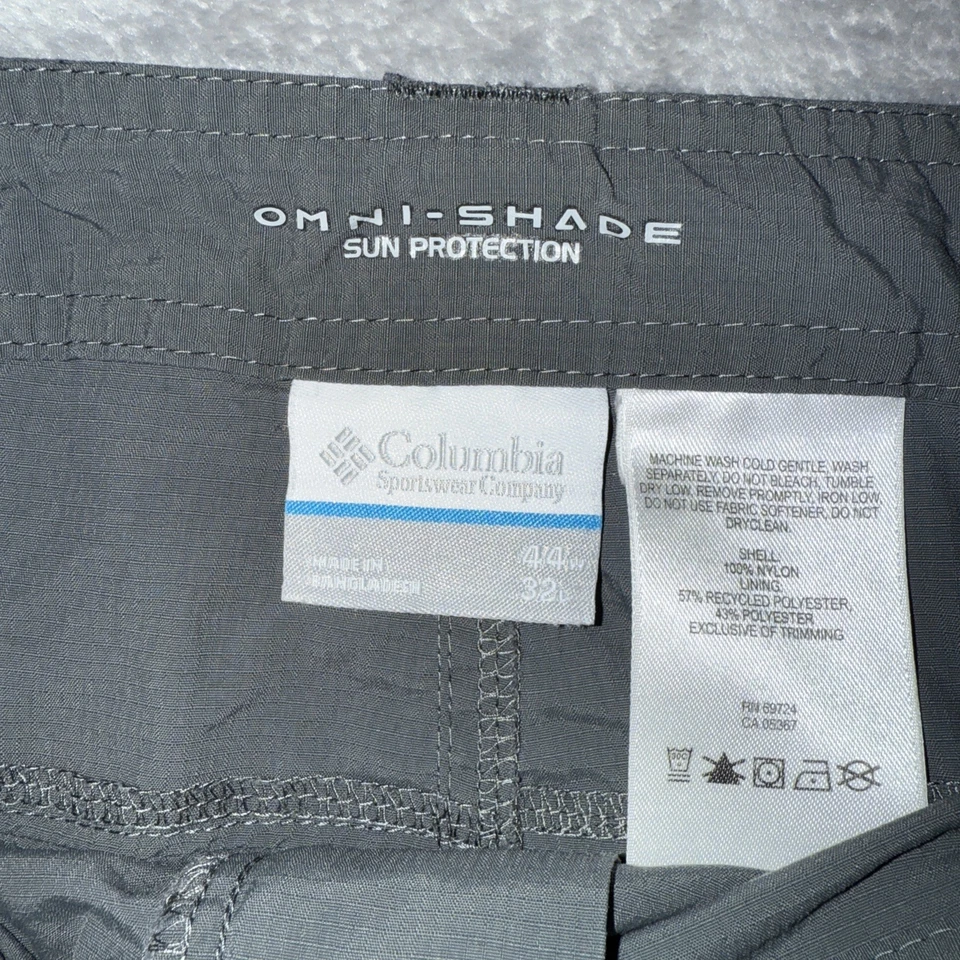 OMNI-SHADE
SUN PROTECTION
Columbia
Sportswear Company
MADE IN
BANGLADESH
44W
32L
MACHINE WASH COLD GENTLE, WASH
SEPARATELY, DO NOT BLEACH, TUMBLE
DRY LOW, REMOVE PROMPTLY, IRON LOW,
DO NOT USE FABRIC SOFTENER, DO NOT
DRYCLEAN.
SHELL:
100% NYLON
LINING:
57% RECYCLED POLYESTER,
43% POLYESTER
EXCLUSIVE OF TRIMMING
RN 69724
CA 05367
30C